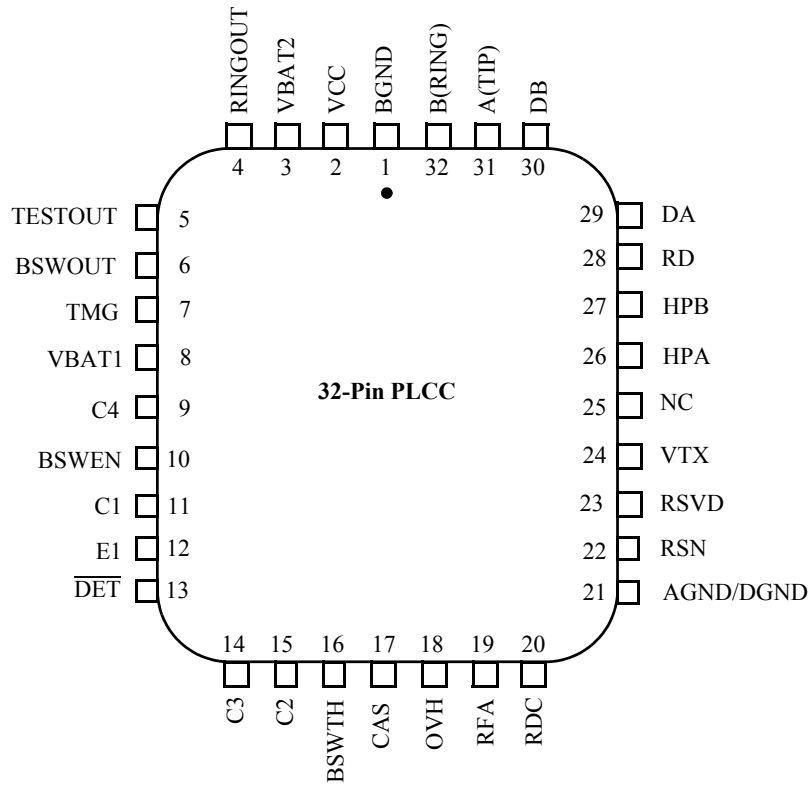 RINGOUT
VBAT2
VCC
BGND
B(RING)
A(TIP)
DB
4 3 2 1 32 31 30
TESTOUT 5
BSWOUT 6
TMG 7
VBAT1 8
C4 9
BSWEN 10
C1 11
E1 12
DET 13
32-Pin PLCC
29 DA
28 RD
27 HPB
26 HPA
25 NC
24 VTX
23 RSVD
22 RSN
21 AGND/DGND
14 15 16 17 18 19 20
C3
C2
BSWTH
CAS
OVH
RFA
RDC